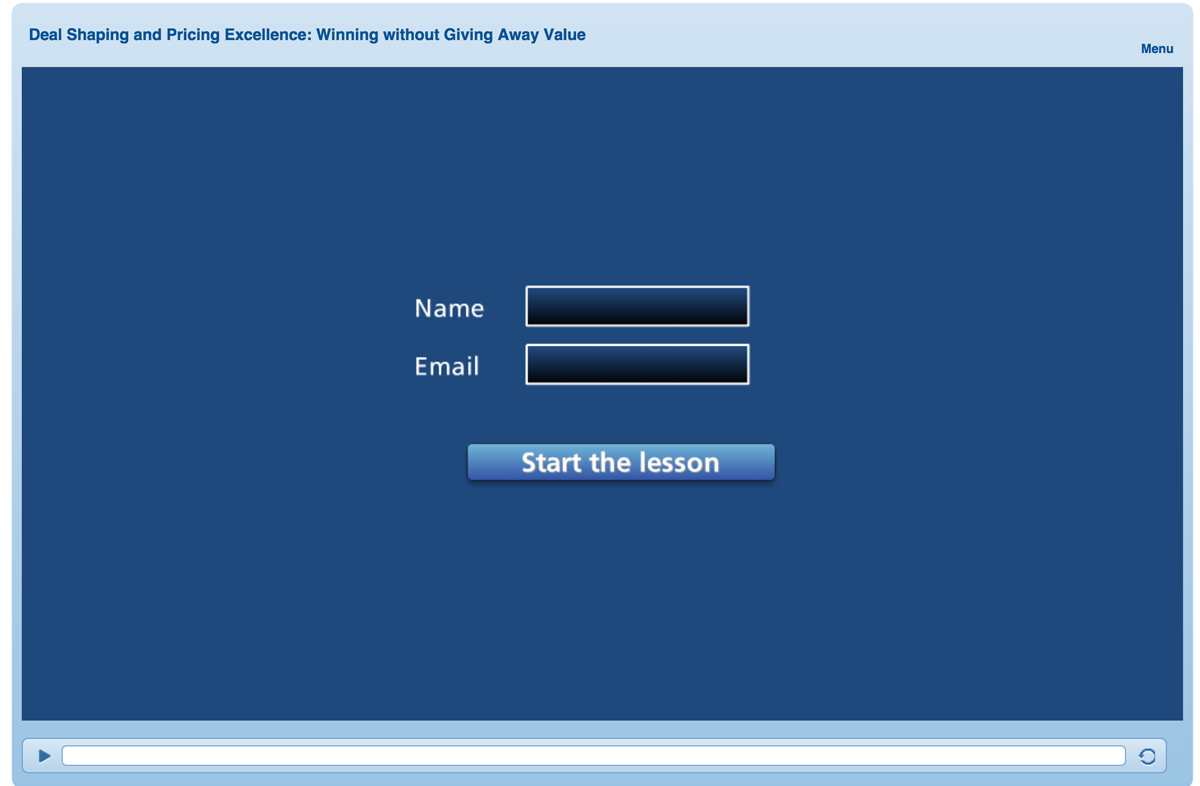 Deal Shaping and Pricing Excellence: Winning without Giving Away Value
Menu
Name
Email
Start the lesson